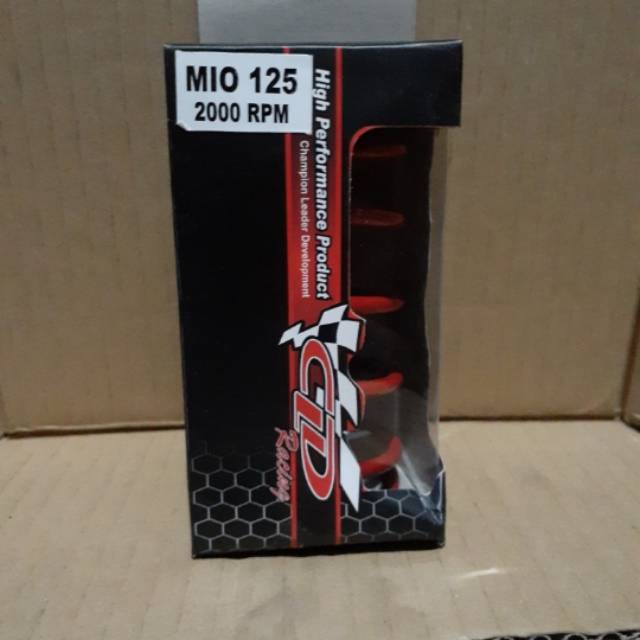 MIO 125
2000 RPM
High Performance Product
Champion Leader Development
CLD
Racing